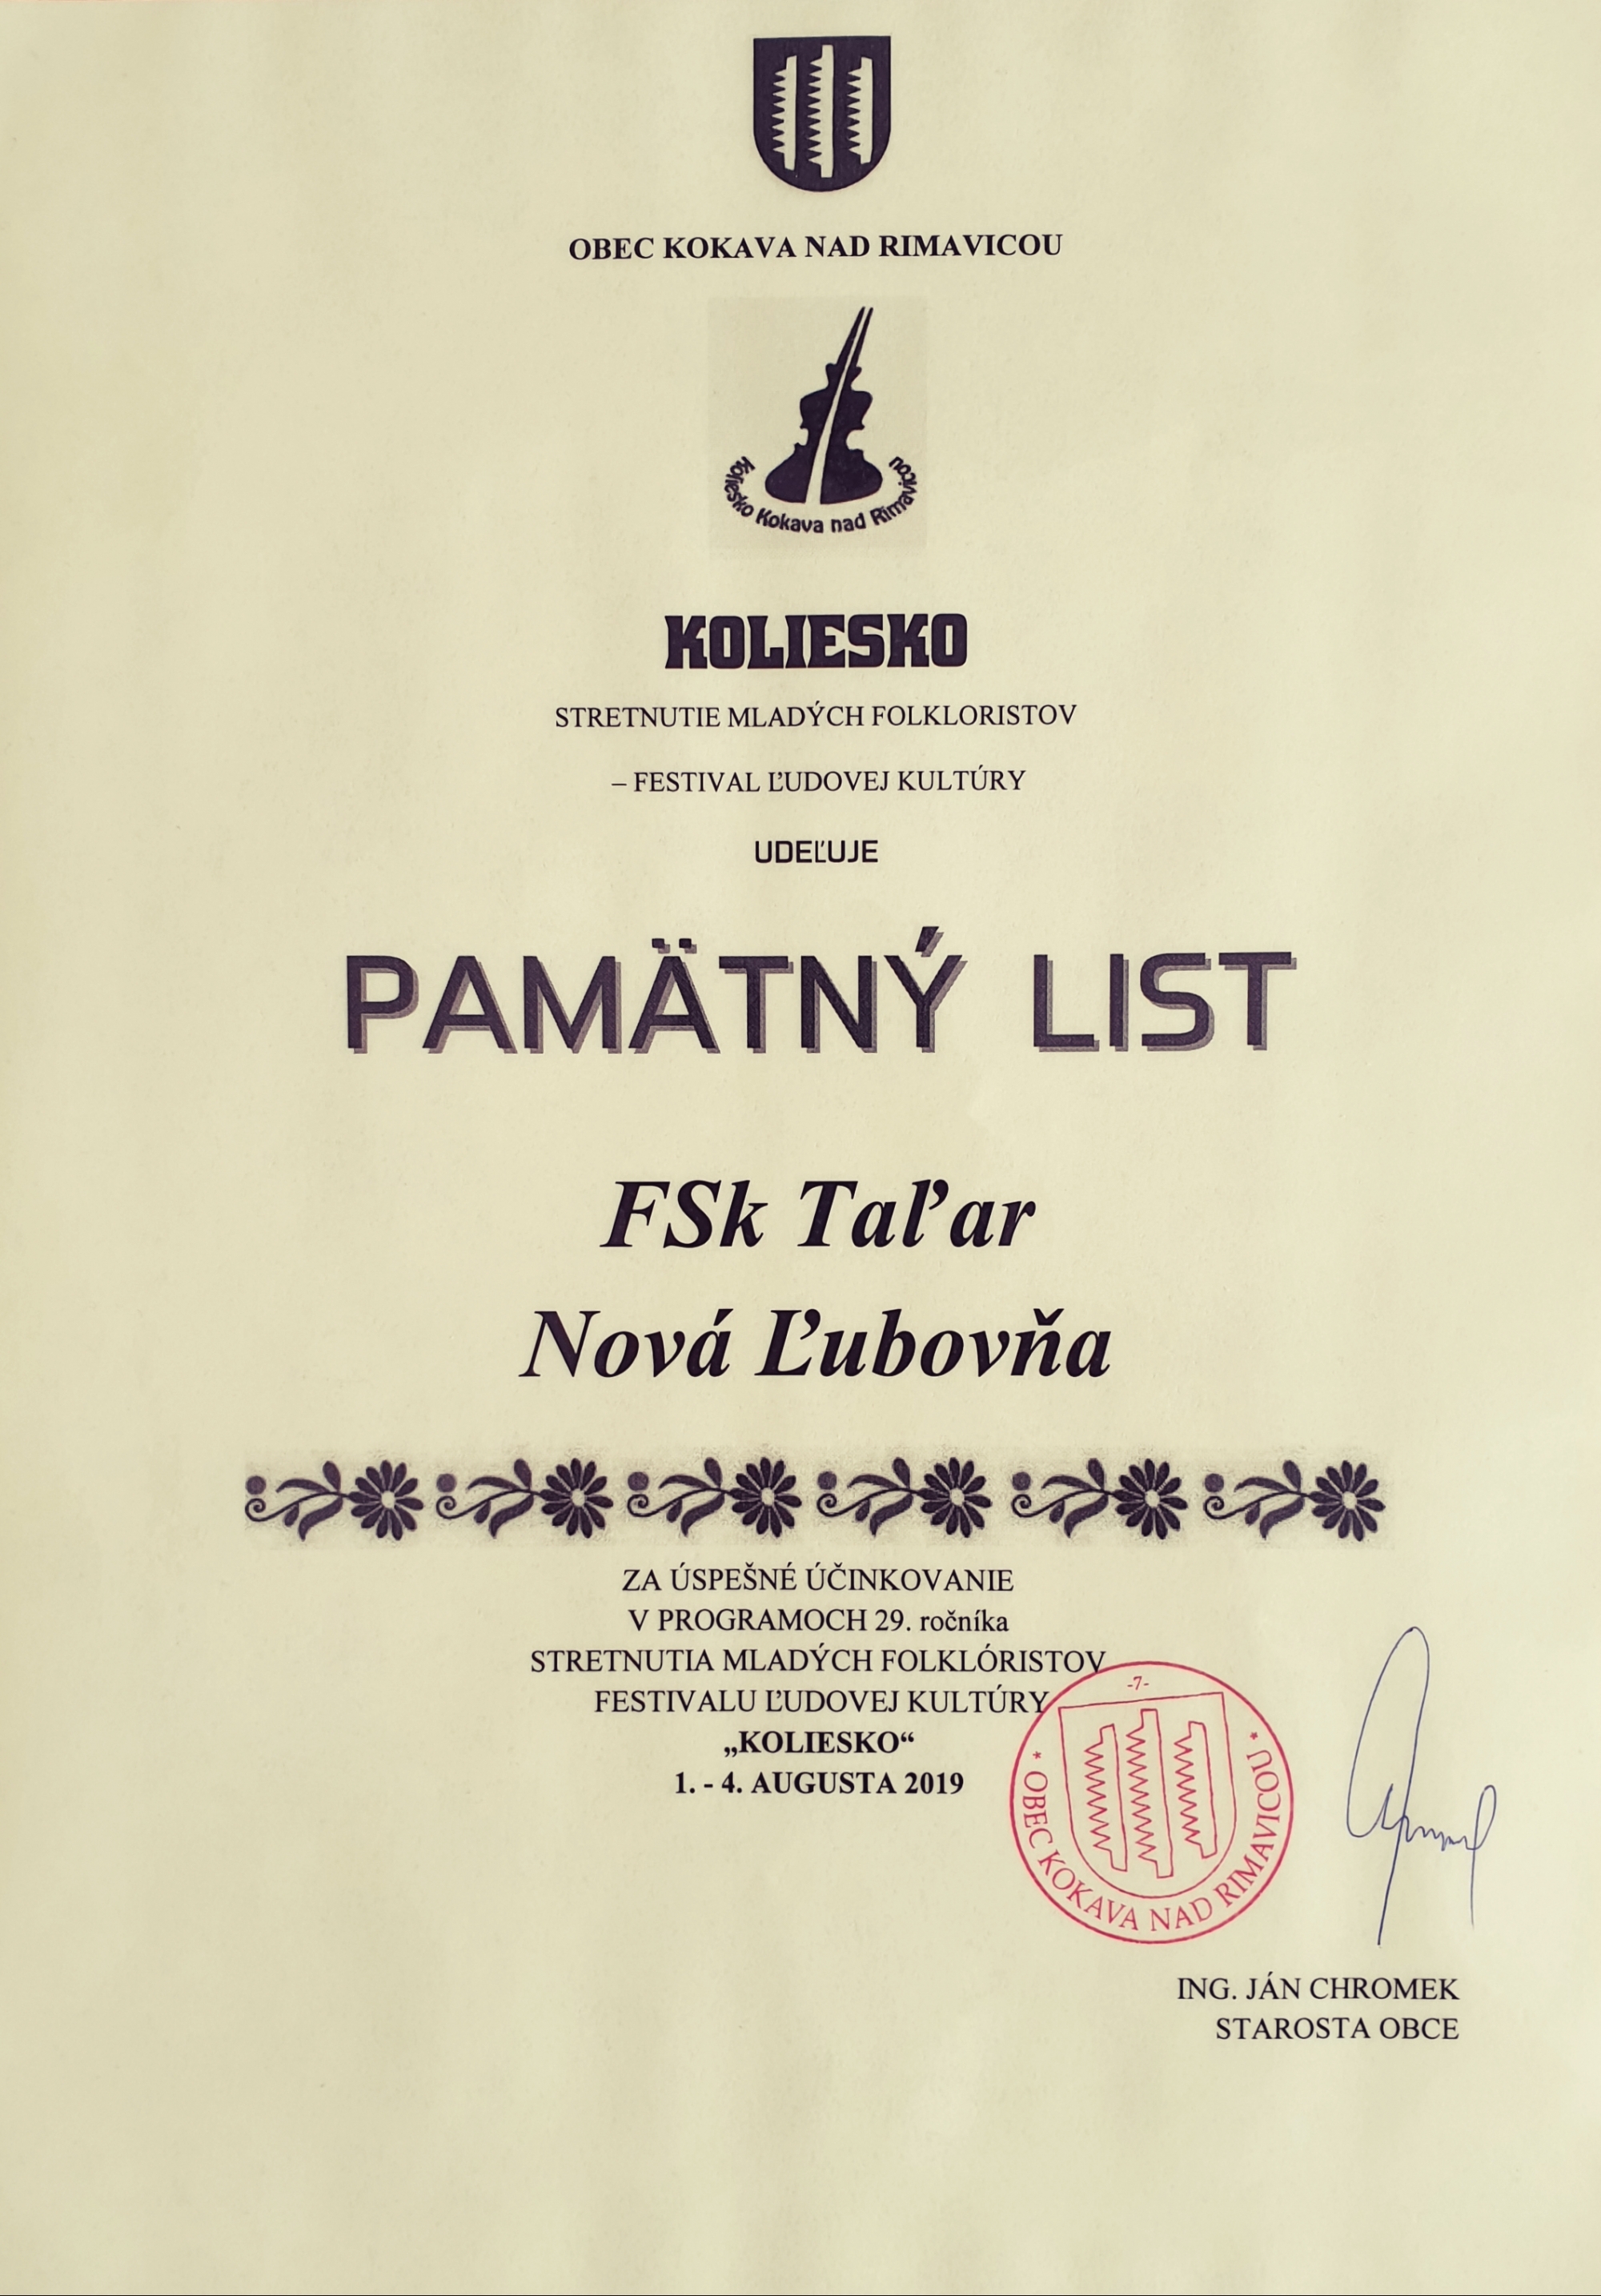 OBEC KOKAVA NAD RIMAVICOU
Koliesko Kokava nad Rimavicou
KOLIESKO
STRETNUTIE MLADÝCH FOLKLORISTOV
– FESTIVAL ĽUDOVEJ KULTÚRY
UDEĽUJE
PAMÄTNÝ LIST
FSk Taľar
Nová Ľubovňa
ZA ÚSPEŠNÉ ÚČINKOVANIE
V PROGRAMOCH 29. ročníka
STRETNUTIA MLADÝCH FOLKLÓRISTOV
FESTIVALU ĽUDOVEJ KULTÚRY
„KOLIESKO“
1. - 4. AUGUSTA 2019
-7-
* OBEC KOKAVA NAD RIMAVICOU *
ING. JÁN CHROMEK
STAROSTA OBCE